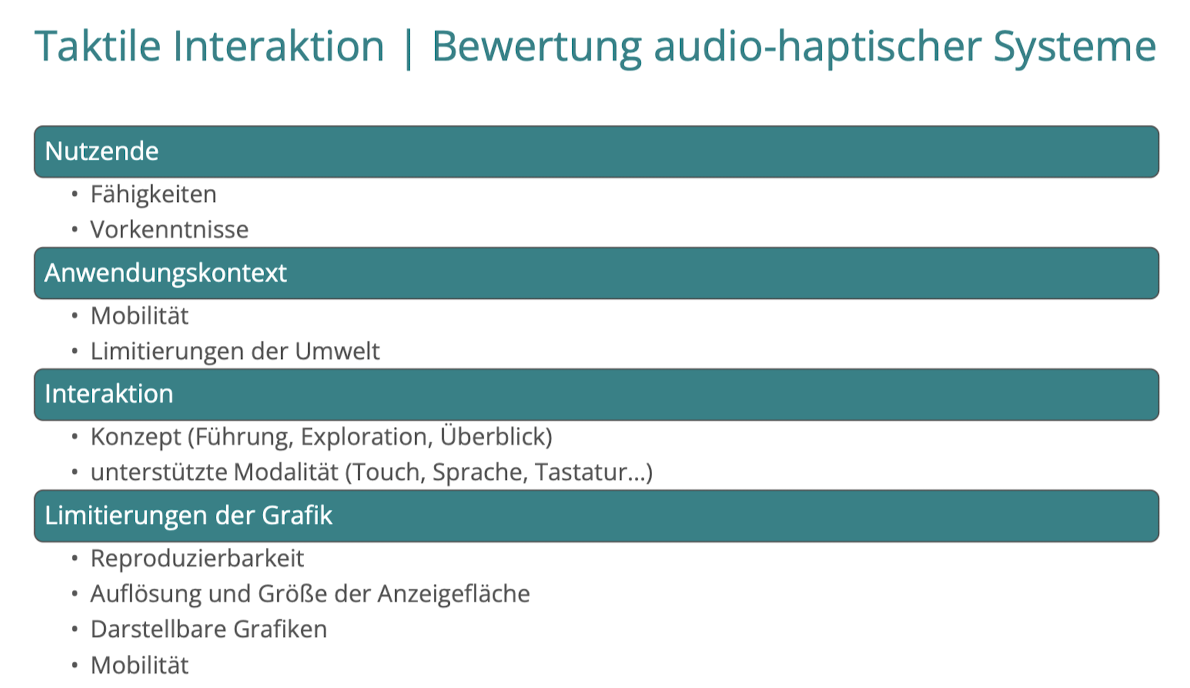 Taktile Interaktion | Bewertung audio-haptischer Systeme
Nutzende
• Fähigkeiten
• Vorkenntnisse
Anwendungskontext
• Mobilität
• Limitierungen der Umwelt
Interaktion
• Konzept (Führung, Exploration, Überblick)
• unterstützte Modalität (Touch, Sprache, Tastatur...)
Limitierungen der Grafik
• Reproduzierbarkeit
• Auflösung und Größe der Anzeigefläche
• Darstellbare Grafiken
• Mobilität